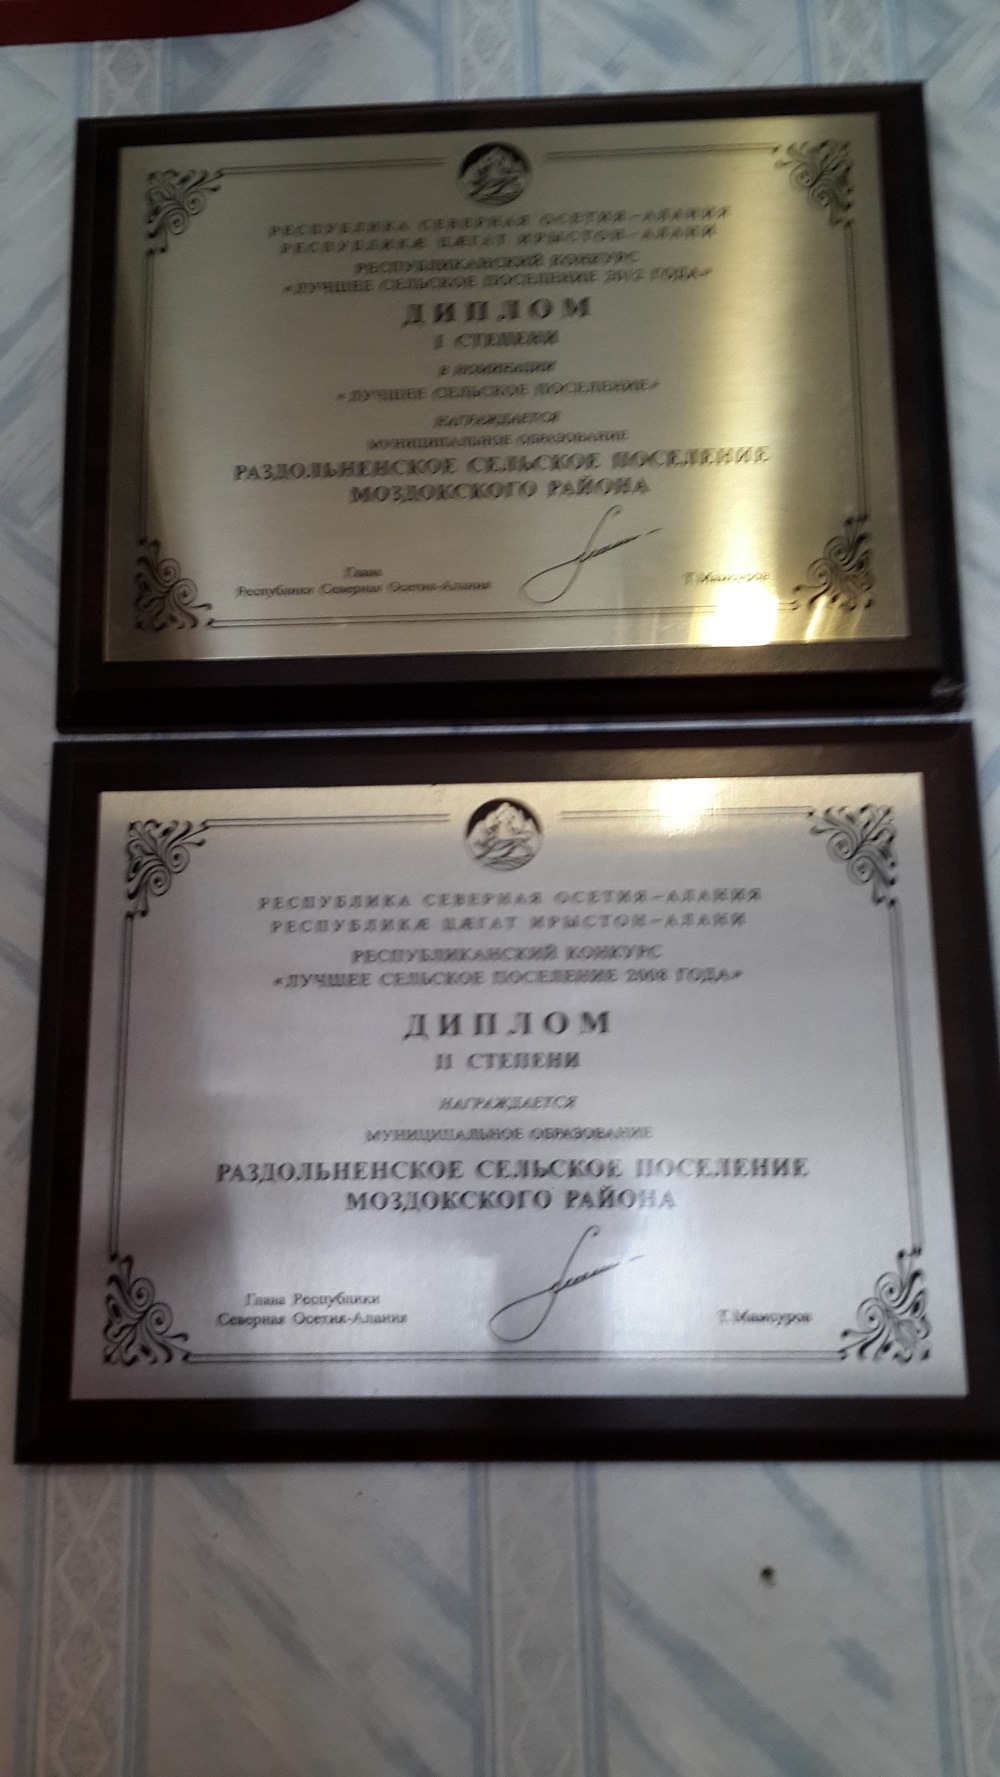 РЕСПУБЛИКА СЕВЕРНАЯ ОСЕТИЯ-АЛАНИЯ
РЕСПУБЛИКÆ ЦÆГАТ ИРЫСТОН-АЛАНИ
РЕСПУБЛИКАНСКИЙ КОНКУРС
«ЛУЧШЕЕ СЕЛЬСКОЕ ПОСЕЛЕНИЕ 2012 ГОДА»
ДИПЛОМ
I СТЕПЕНИ
В НОМИНАЦИИ
«ЛУЧШЕЕ СЕЛЬСКОЕ ПОСЕЛЕНИЕ»
НАГРАЖДАЕТСЯ
МУНИЦИПАЛЬНОЕ ОБРАЗОВАНИЕ
РАЗДОЛЬНЕНСКОЕ СЕЛЬСКОЕ ПОСЕЛЕНИЕ
МОЗДОКСКОГО РАЙОНА
Глава
Республики Северная Осетия-Алания Т.Мамсуров
РЕСПУБЛИКА СЕВЕРНАЯ ОСЕТИЯ-АЛАНИЯ
РЕСПУБЛИКÆ ЦÆГАТ ИРЫСТОН-АЛАНИ
РЕСПУБЛИКАНСКИЙ КОНКУРС
«ЛУЧШЕЕ СЕЛЬСКОЕ ПОСЕЛЕНИЕ 2008 ГОДА»
ДИПЛОМ
II СТЕПЕНИ
НАГРАЖДАЕТСЯ
МУНИЦИПАЛЬНОЕ ОБРАЗОВАНИЕ
РАЗДОЛЬНЕНСКОЕ СЕЛЬСКОЕ ПОСЕЛЕНИЕ
МОЗДОКСКОГО РАЙОНА
Глава Республики
Северная Осетия-Алания Т.Мамсуров